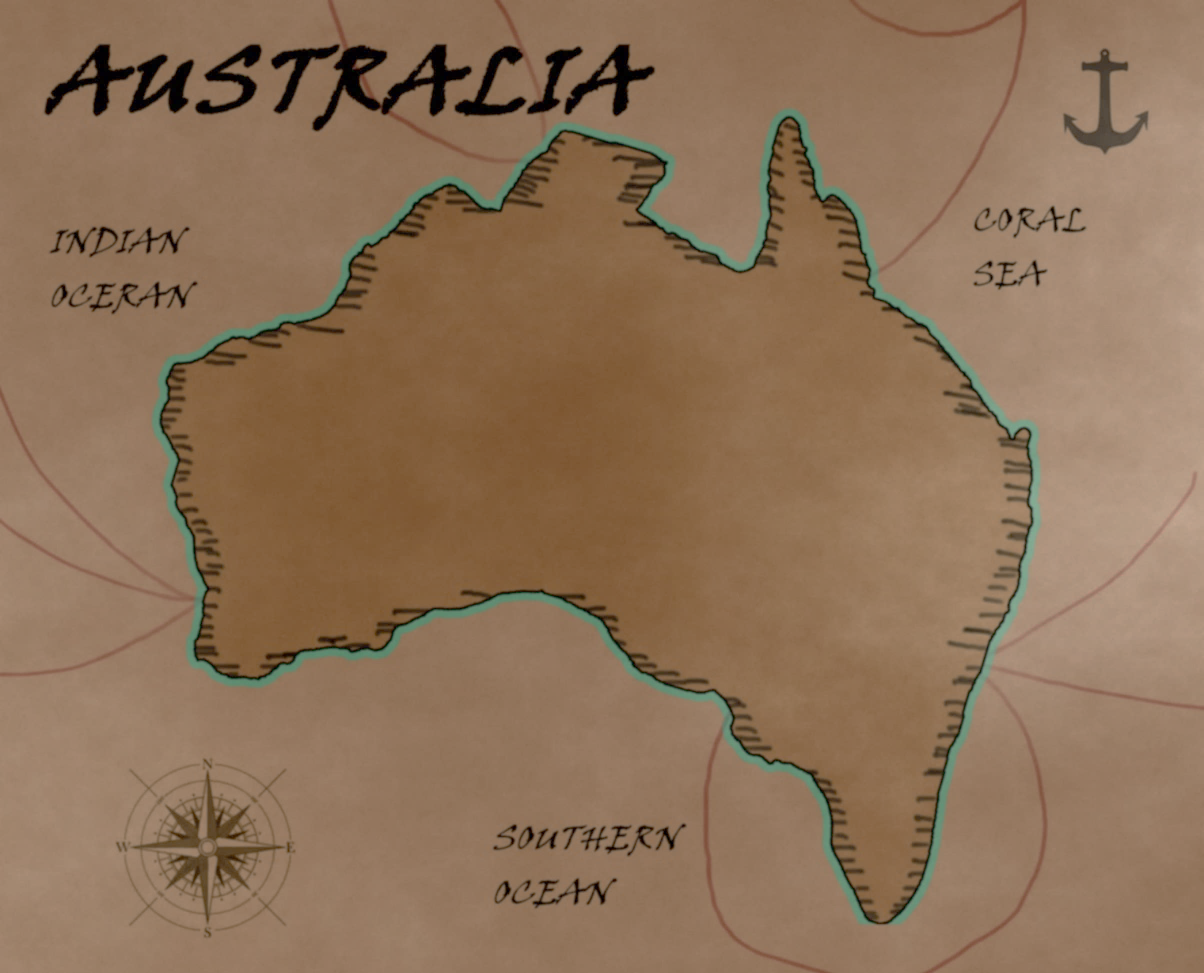 AUSTRALIA
INDIAN
OCERAN
CORAL
SEA
N
W E
S
SOUTHERN
OCEAN